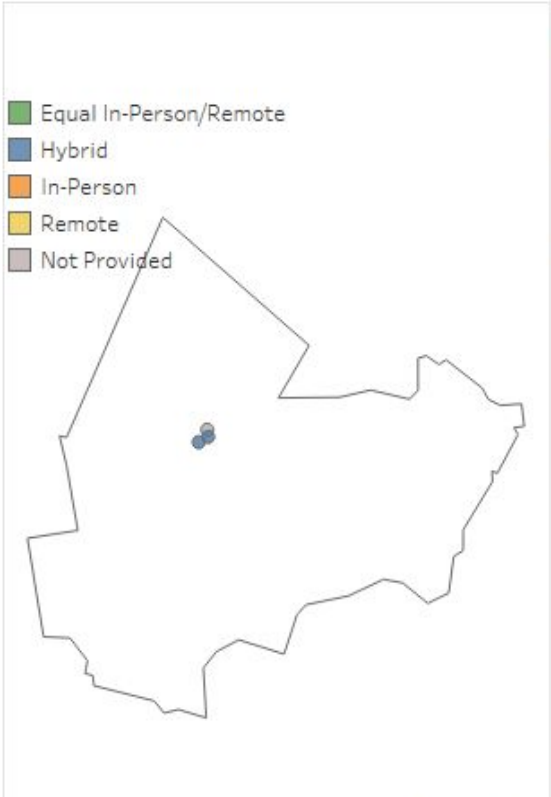 Equal In-Person/Remote
Hybrid
In-Person
Remote
Not Provided